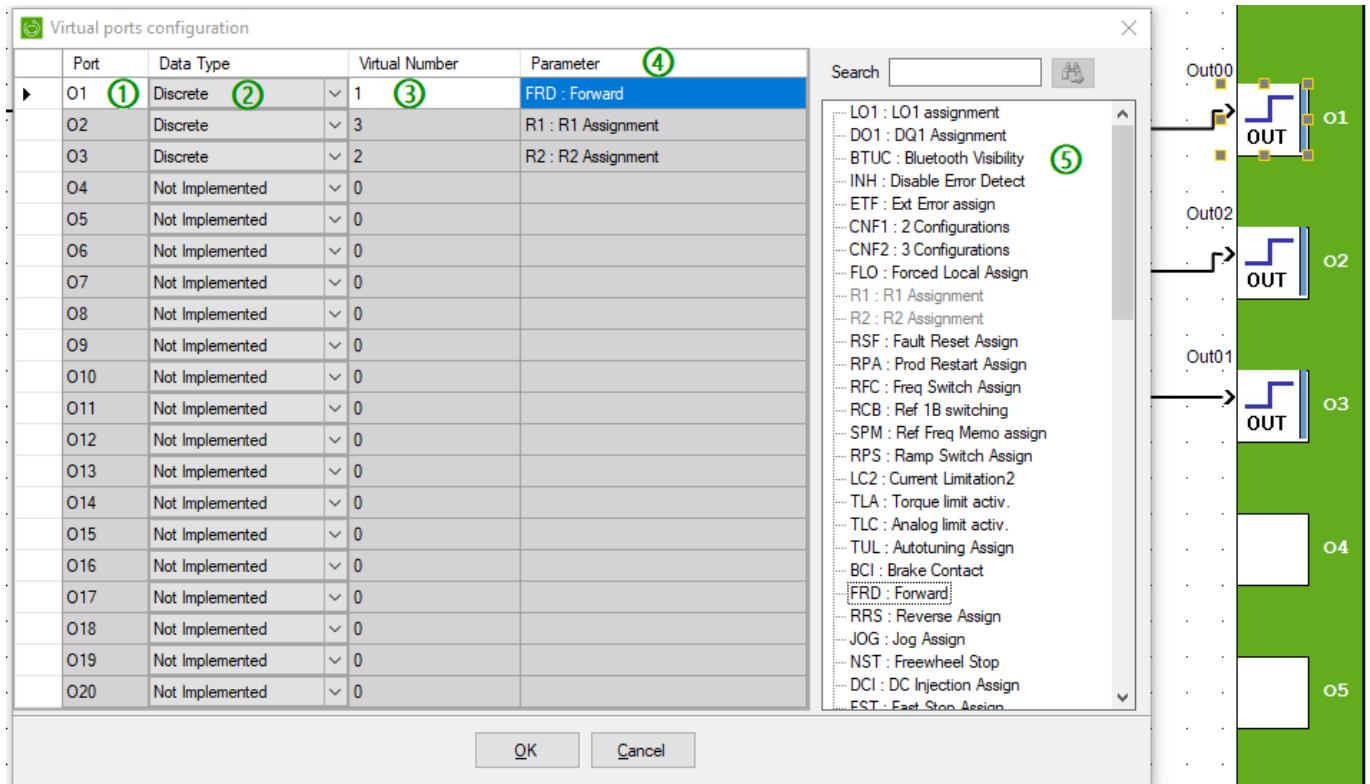 Virtual ports configuration
Port Data Type Virtual Number Parameter 4
O1 1 Discrete 2 1 3 FRD : Forward
O2 Discrete 3 R1 : R1 Assignment
O3 Discrete 2 R2 : R2 Assignment
O4 Not Implemented 0
O5 Not Implemented 0
O6 Not Implemented 0
O7 Not Implemented 0
O8 Not Implemented 0
O9 Not Implemented 0
O10 Not Implemented 0
O11 Not Implemented 0
O12 Not Implemented 0
O13 Not Implemented 0
O14 Not Implemented 0
O15 Not Implemented 0
O16 Not Implemented 0
O17 Not Implemented 0
O18 Not Implemented 0
O19 Not Implemented 0
O20 Not Implemented 0
Search
LO1 : LO1 assignment
DO1 : DQ1 Assignment
BTUC : Bluetooth Visibility 5
INH : Disable Error Detect
ETF : Ext Error assign
CNF1 : 2 Configurations
CNF2 : 3 Configurations
FLO : Forced Local Assign
R1 : R1 Assignment
R2 : R2 Assignment
RSF : Fault Reset Assign
RPA : Prod Restart Assign
RFC : Freq Switch Assign
RCB : Ref 1B switching
SPM : Ref Freq Memo assign
RPS : Ramp Switch Assign
LC2 : Current Limitation2
TLA : Torque limit activ.
TLC : Analog limit activ.
TUL : Autotuning Assign
BCI : Brake Contact
FRD : Forward
RRS : Reverse Assign
JOG : Jog Assign
NST : Freewheel Stop
DCI : DC Injection Assign
FST : Fast Stop Assign
OK Cancel
Out00
OUT O1
Out02
OUT O2
Out01
OUT O3
O4
O5